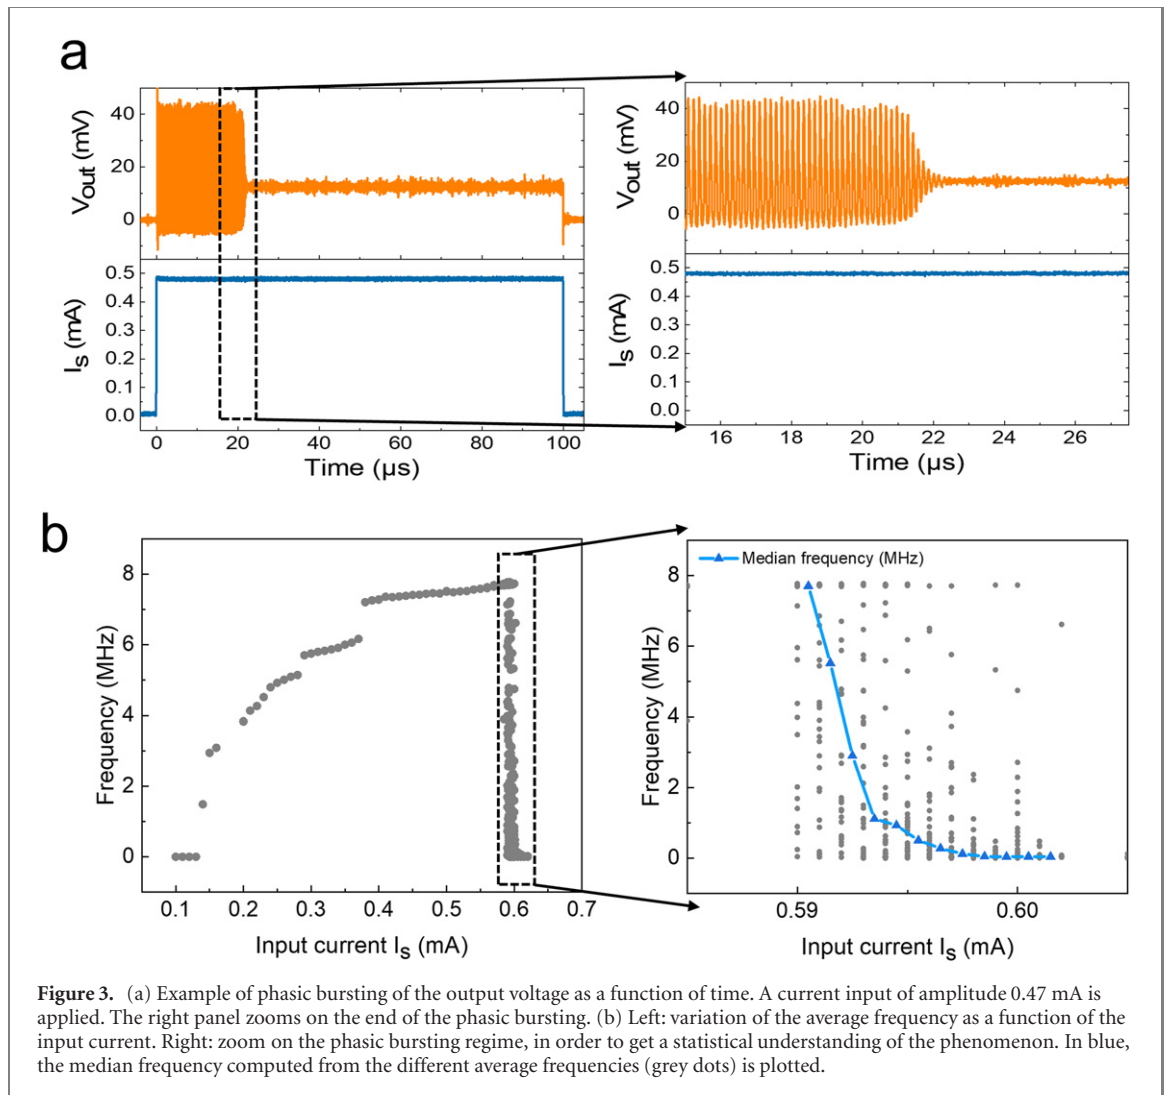 a
40
20
0
Vout (mV)
0.5
0.4
0.3
0.2
0.1
0.0
Is (mA)
0
20
40
60
80
100
Time (µs)
40
20
0
Vout (mV)
0.5
0.4
0.3
0.2
0.1
0.0
Is (mA)
16
18
20
22
24
26
Time (µs)
b
8
6
4
2
0
Frequency (MHz)
0.1
0.2
0.3
0.4
0.5
0.6
0.7
Input current Is (mA)
Median frequency (MHz)
8
6
4
2
0
Frequency (MHz)
0.59
0.60
Input current Is (mA)
Figure 3. (a) Example of phasic bursting of the output voltage as a function of time. A current input of amplitude 0.47 mA is
applied. The right panel zooms on the end of the phasic bursting. (b) Left: variation of the average frequency as a function of the
input current. Right: zoom on the phasic bursting regime, in order to get a statistical understanding of the phenomenon. In blue,
the median frequency computed from the different average frequencies (grey dots) is plotted.